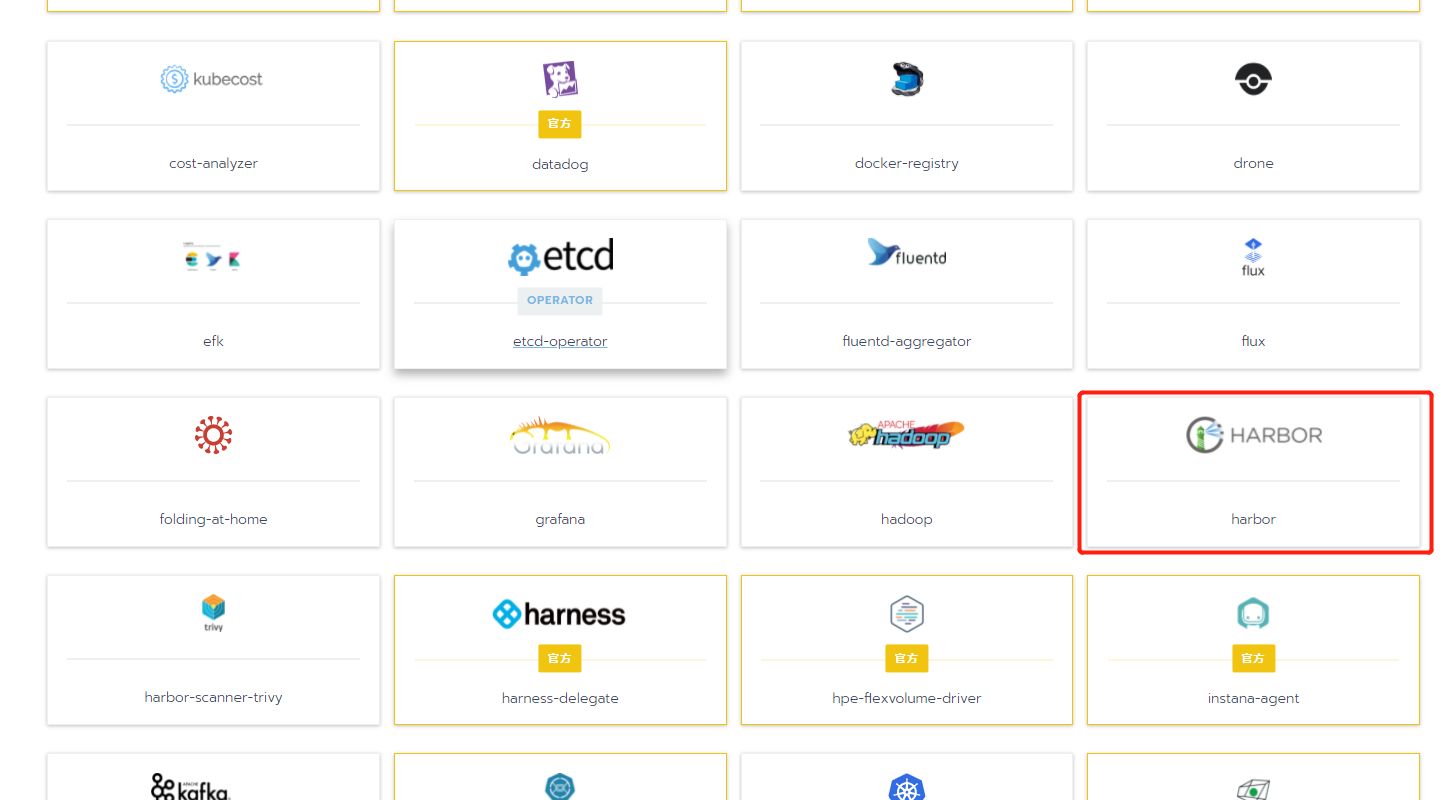 kubecost
cost-analyzer
官方
datadog
docker-registry
drone
efk
etcd
OPERATOR
etcd-operator
fluentd
fluentd-aggregator
flux
flux
folding-at-home
Grafana
grafana
APACHE
hadoop
hadoop
HARBOR
harbor
trivy
harbor-scanner-trivy
harness
官方
harness-delegate
官方
hpe-flexvolume-driver
官方
instana-agent
kafka